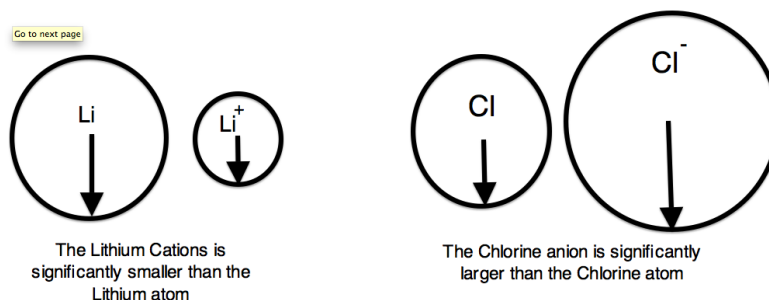 Go to next page
Li
Li+
Cl
Cl-
The Lithium Cations is
significantly smaller than the
Lithium atom
The Chlorine anion is significantly
larger than the Chlorine atom